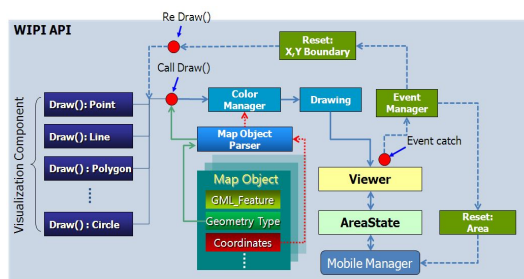 Re Draw()
WIPI API
Reset:
X,Y Boundary
Call Draw()
Draw(): Point
Color
Manager
Drawing
Event
Manager
Draw(): Line
Map Object
Parser
Event catch
Draw(): Polygon
Map Object
Viewer
GML_Feature
Draw() : Circle
Geometry Type
AreaState
Reset:
Area
Coordinates
Mobile Manager
Visualization Component